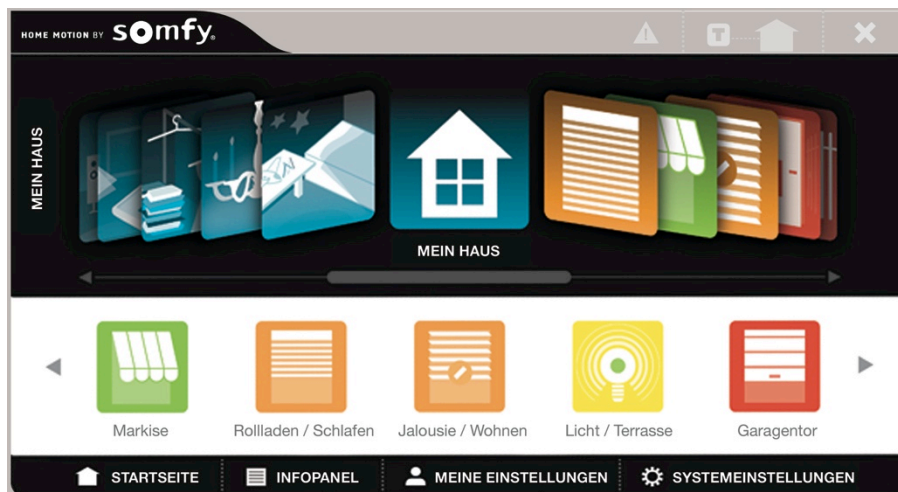 HOME MOTION BY somfy®
T
MEIN HAUS
MEIN HAUS
Markise
Rollladen / Schlafen
Jalousie / Wohnen
Licht / Terrasse
Garagentor
STARTSEITE
INFOPANEL
MEINE EINSTELLUNGEN
SYSTEMEINSTELLUNGEN